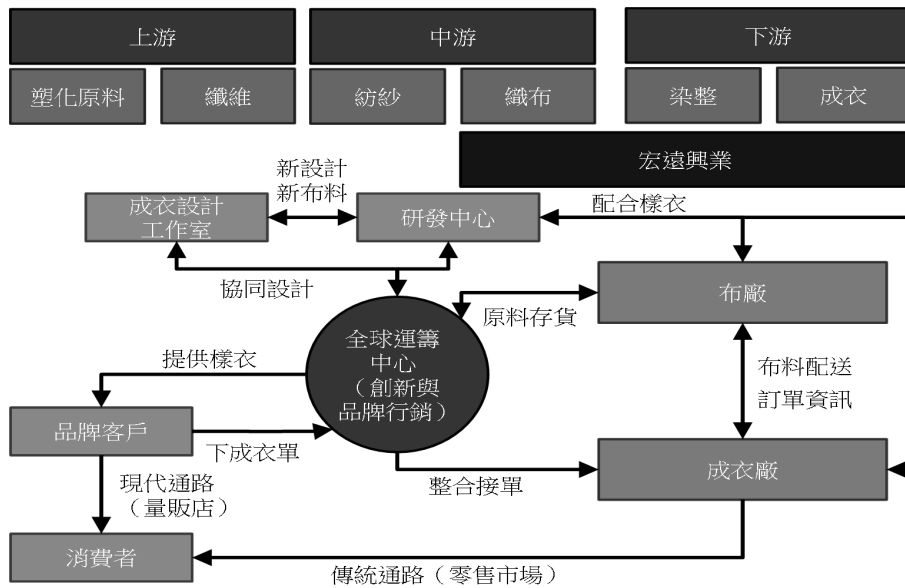 上游
中游
下游
塑化原料
纖維
紡紗
織布
染整
成衣
宏遠興業
新設計
新布料
成衣設計
工作室
研發中心
配合樣衣
協同設計
布廠
原料存貨
全球運籌
中心
（創新與
品牌行銷）
提供樣衣
布料配送
訂單資訊
品牌客戶
下成衣單
整合接單
成衣廠
現代通路
（量販店）
消費者
傳統通路（零售市場）